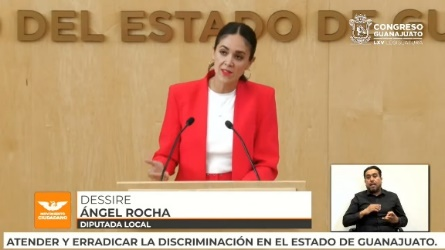 O DEL ESTADO DE GU
CONGRESO
GUANAJUATO
DESSIRE
ÁNGEL ROCHA
DIPUTADA LOCAL
MOVIMIENTO
CIUDADANO
ATENDER Y ERRADICAR LA DISCRIMINACIÓN EN EL ESTADO DE GUANAJUATO.